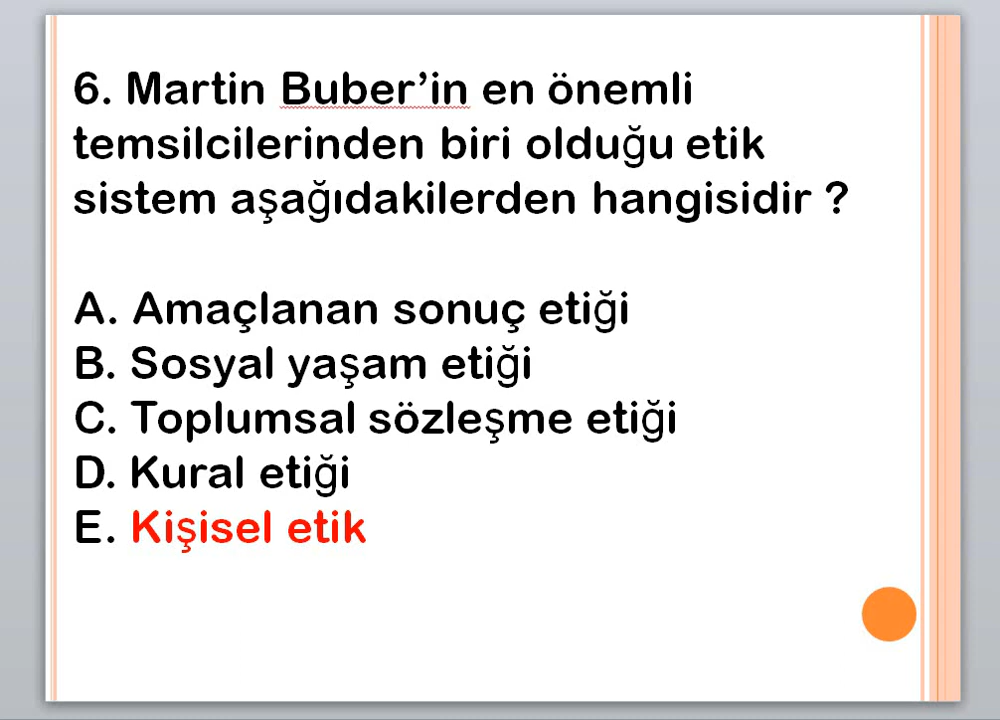 6. Martin Buber’in en önemli
temsilcilerinden biri olduğu etik
sistem aşağıdakilerden hangisidir ?
A. Amaçlanan sonuç etiği
B. Sosyal yaşam etiği
C. Toplumsal sözleşme etiği
D. Kural etiği
E. Kişisel etik